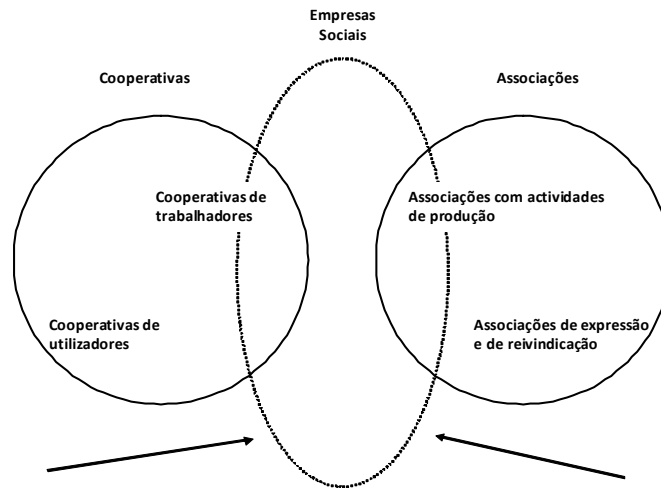 Empresas
Sociais
Cooperativas
Associações
Cooperativas de
trabalhadores
Associações com actividades
de produção
Cooperativas de
utilizadores
Associações de expressão
e de reivindicação